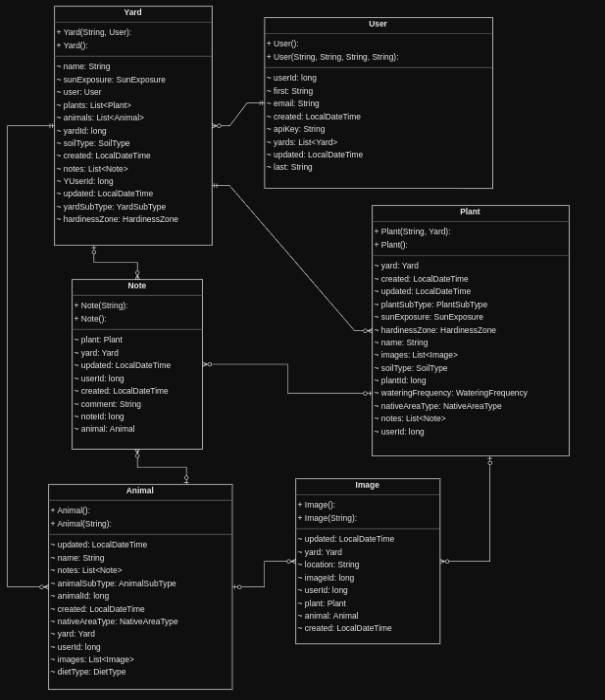 Yard
+ Yard(String, User):
+ Yard():
~ name: String
~ sunExposure: SunExposure
~ user: User
~ plants: List<Plant>
~ animals: List<Animal>
~ yardId: long
~ soilType: SoilType
~ created: LocalDateTime
~ notes: List<Note>
~ YUserId: long
~ updated: LocalDateTime
~ yardSubType: YardSubType
~ hardinessZone: HardinessZone
User
+ User():
+ User(String, String, String, String):
~ userId: long
~ first: String
~ email: String
~ created: LocalDateTime
~ apiKey: String
~ yards: List<Yard>
~ updated: LocalDateTime
~ last: String
Plant
+ Plant(String, Yard):
+ Plant():
~ yard: Yard
~ created: LocalDateTime
~ updated: LocalDateTime
~ plantSubType: PlantSubType
~ sunExposure: SunExposure
~ hardinessZone: HardinessZone
~ name: String
~ images: List<Image>
~ soilType: SoilType
~ plantId: long
~ wateringFrequency: WateringFrequency
~ nativeAreaType: NativeAreaType
~ notes: List<Note>
~ userId: long
Note
+ Note(String):
+ Note():
~ plant: Plant
~ yard: Yard
~ updated: LocalDateTime
~ userId: long
~ created: LocalDateTime
~ comment: String
~ noteId: long
~ animal: Animal
Animal
+ Animal():
+ Animal(String):
~ updated: LocalDateTime
~ name: String
~ notes: List<Note>
~ animalSubType: AnimalSubType
~ animalId: long
~ created: LocalDateTime
~ nativeAreaType: NativeAreaType
~ yard: Yard
~ userId: long
~ images: List<Image>
~ dietType: DietType
Image
+ Image():
+ Image(String):
~ updated: LocalDateTime
~ yard: Yard
~ location: String
~ imageId: long
~ userId: long
~ plant: Plant
~ animal: Animal
~ created: LocalDateTime